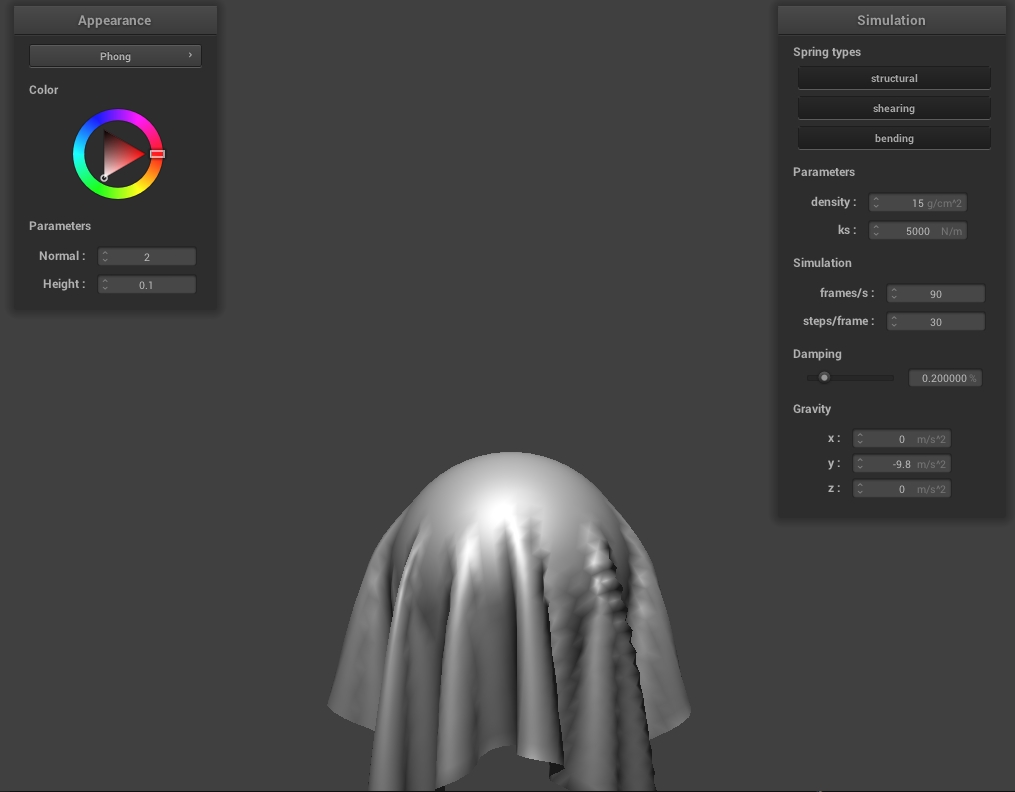 Appearance
Phong
Color
Parameters
Normal : 2
Height : 0.1
Simulation
Spring types
structural
shearing
bending
Parameters
density : 15 g/cm^2
ks : 5000 N/m
Simulation
frames/s : 90
steps/frame : 30
Damping
0.200000 %
Gravity
x : 0 m/s^2
y : -9.8 m/s^2
z : 0 m/s^2